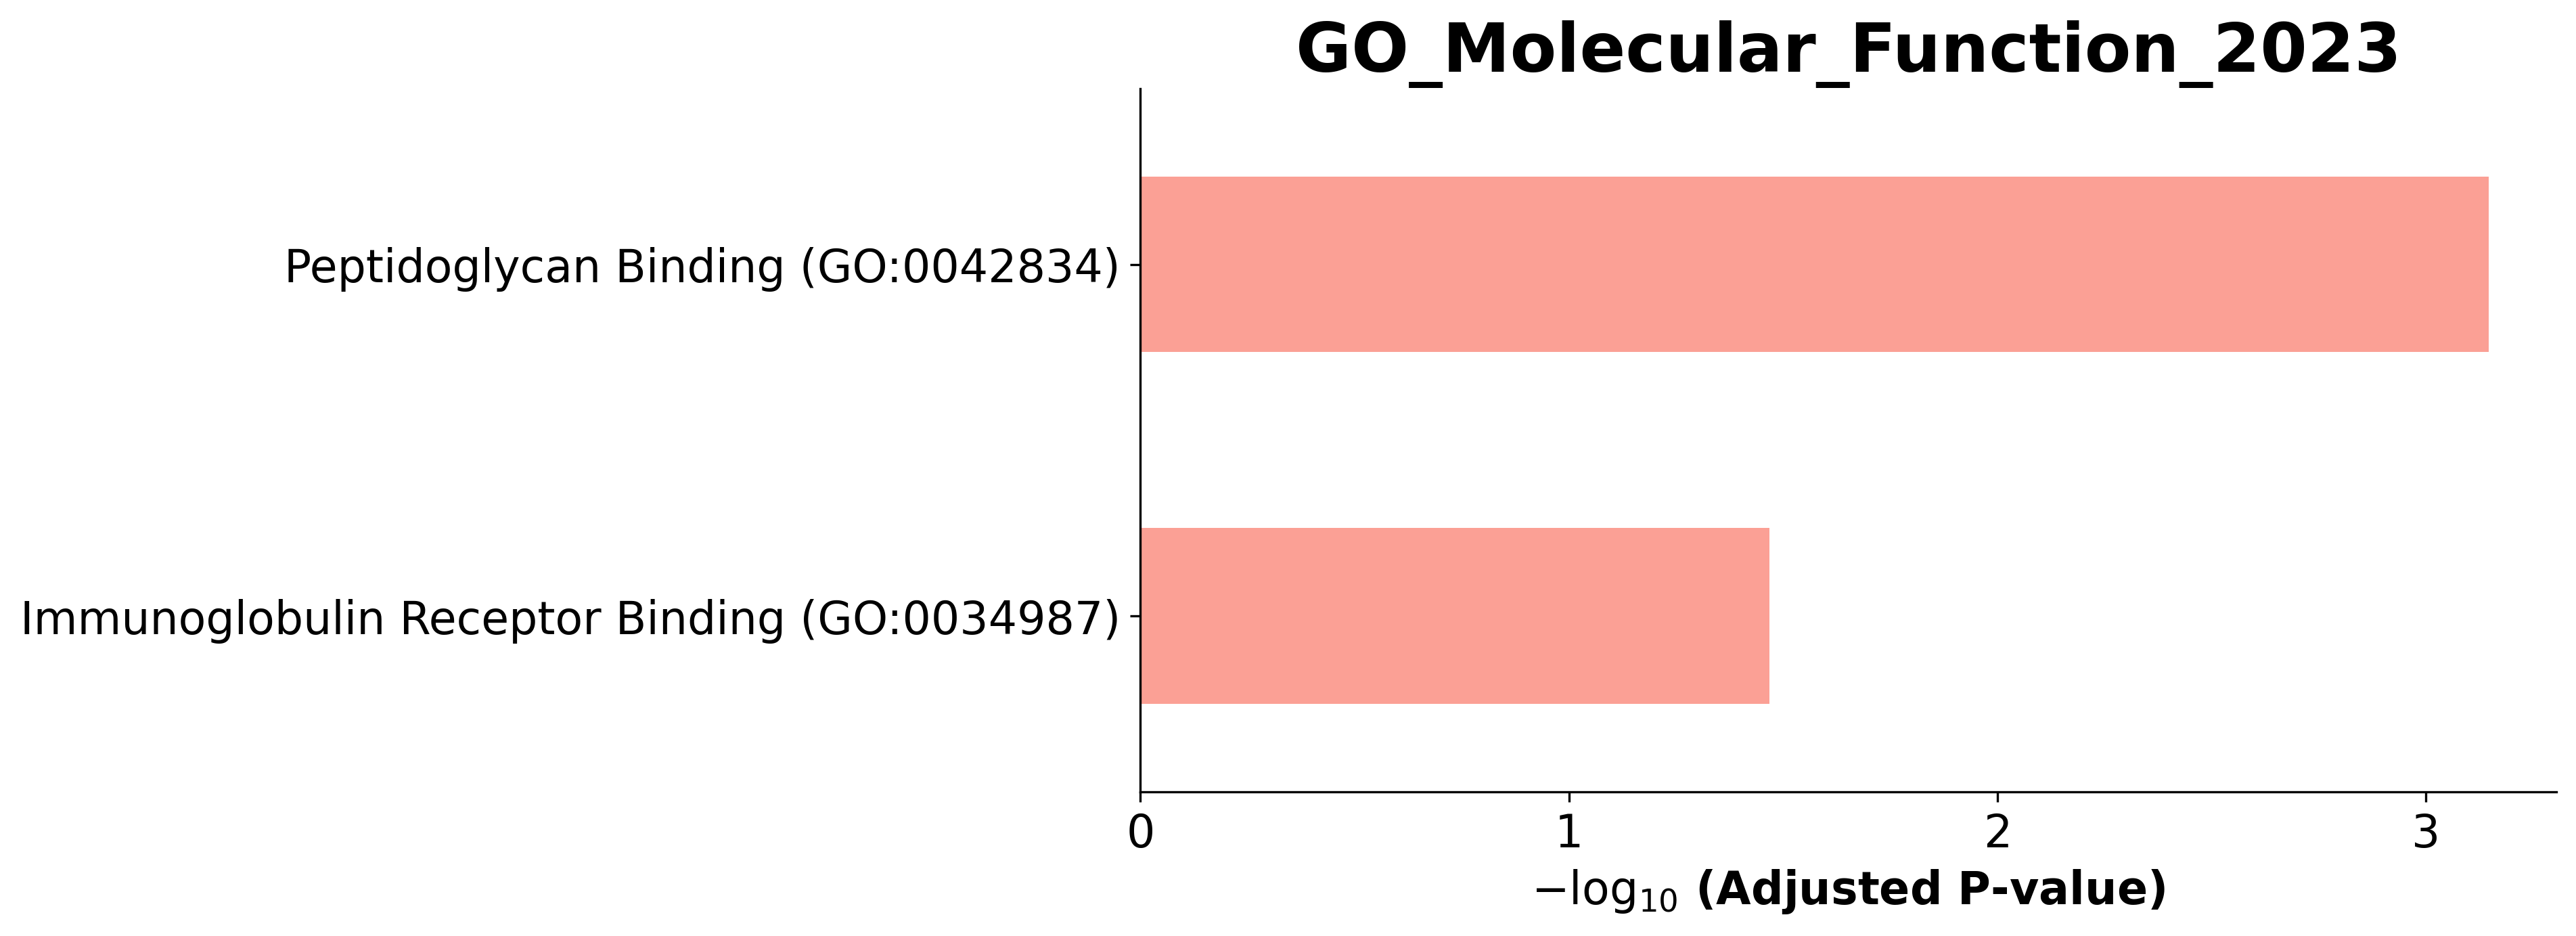 GO_Molecular_Function_2023
Peptidoglycan Binding (GO:0042834)
Immunoglobulin Receptor Binding (GO:0034987)
0 1 2 3
−log₁₀ (Adjusted P-value)